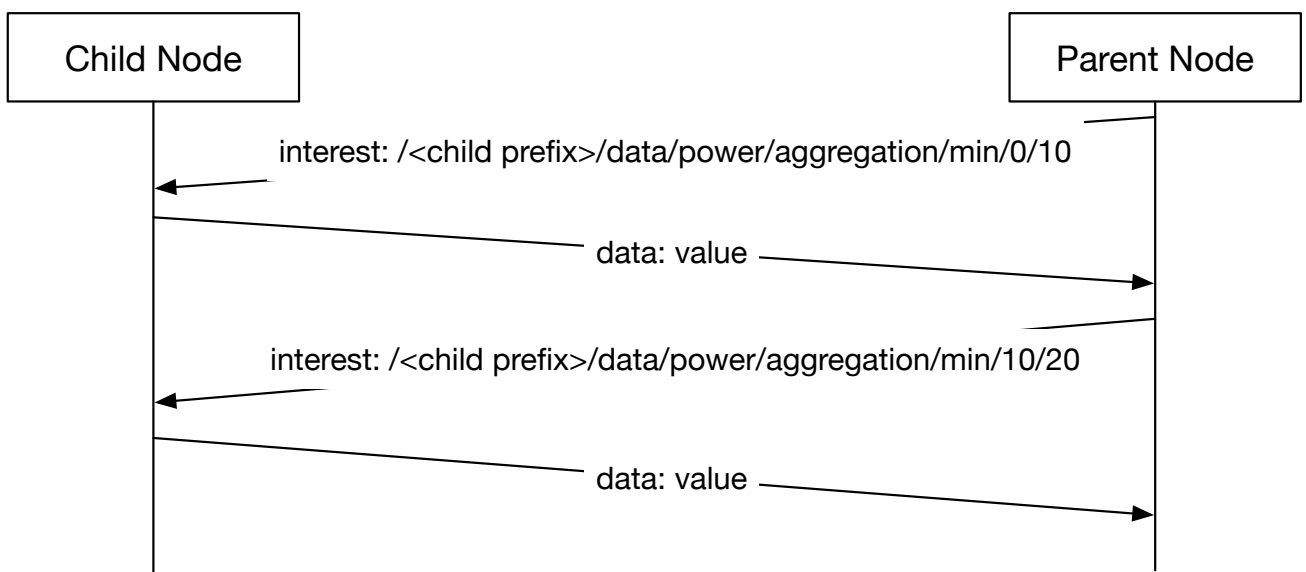 Child Node
Parent Node
interest: /<child prefix>/data/power/aggregation/min/0/10
data: value
interest: /<child prefix>/data/power/aggregation/min/10/20
data: value